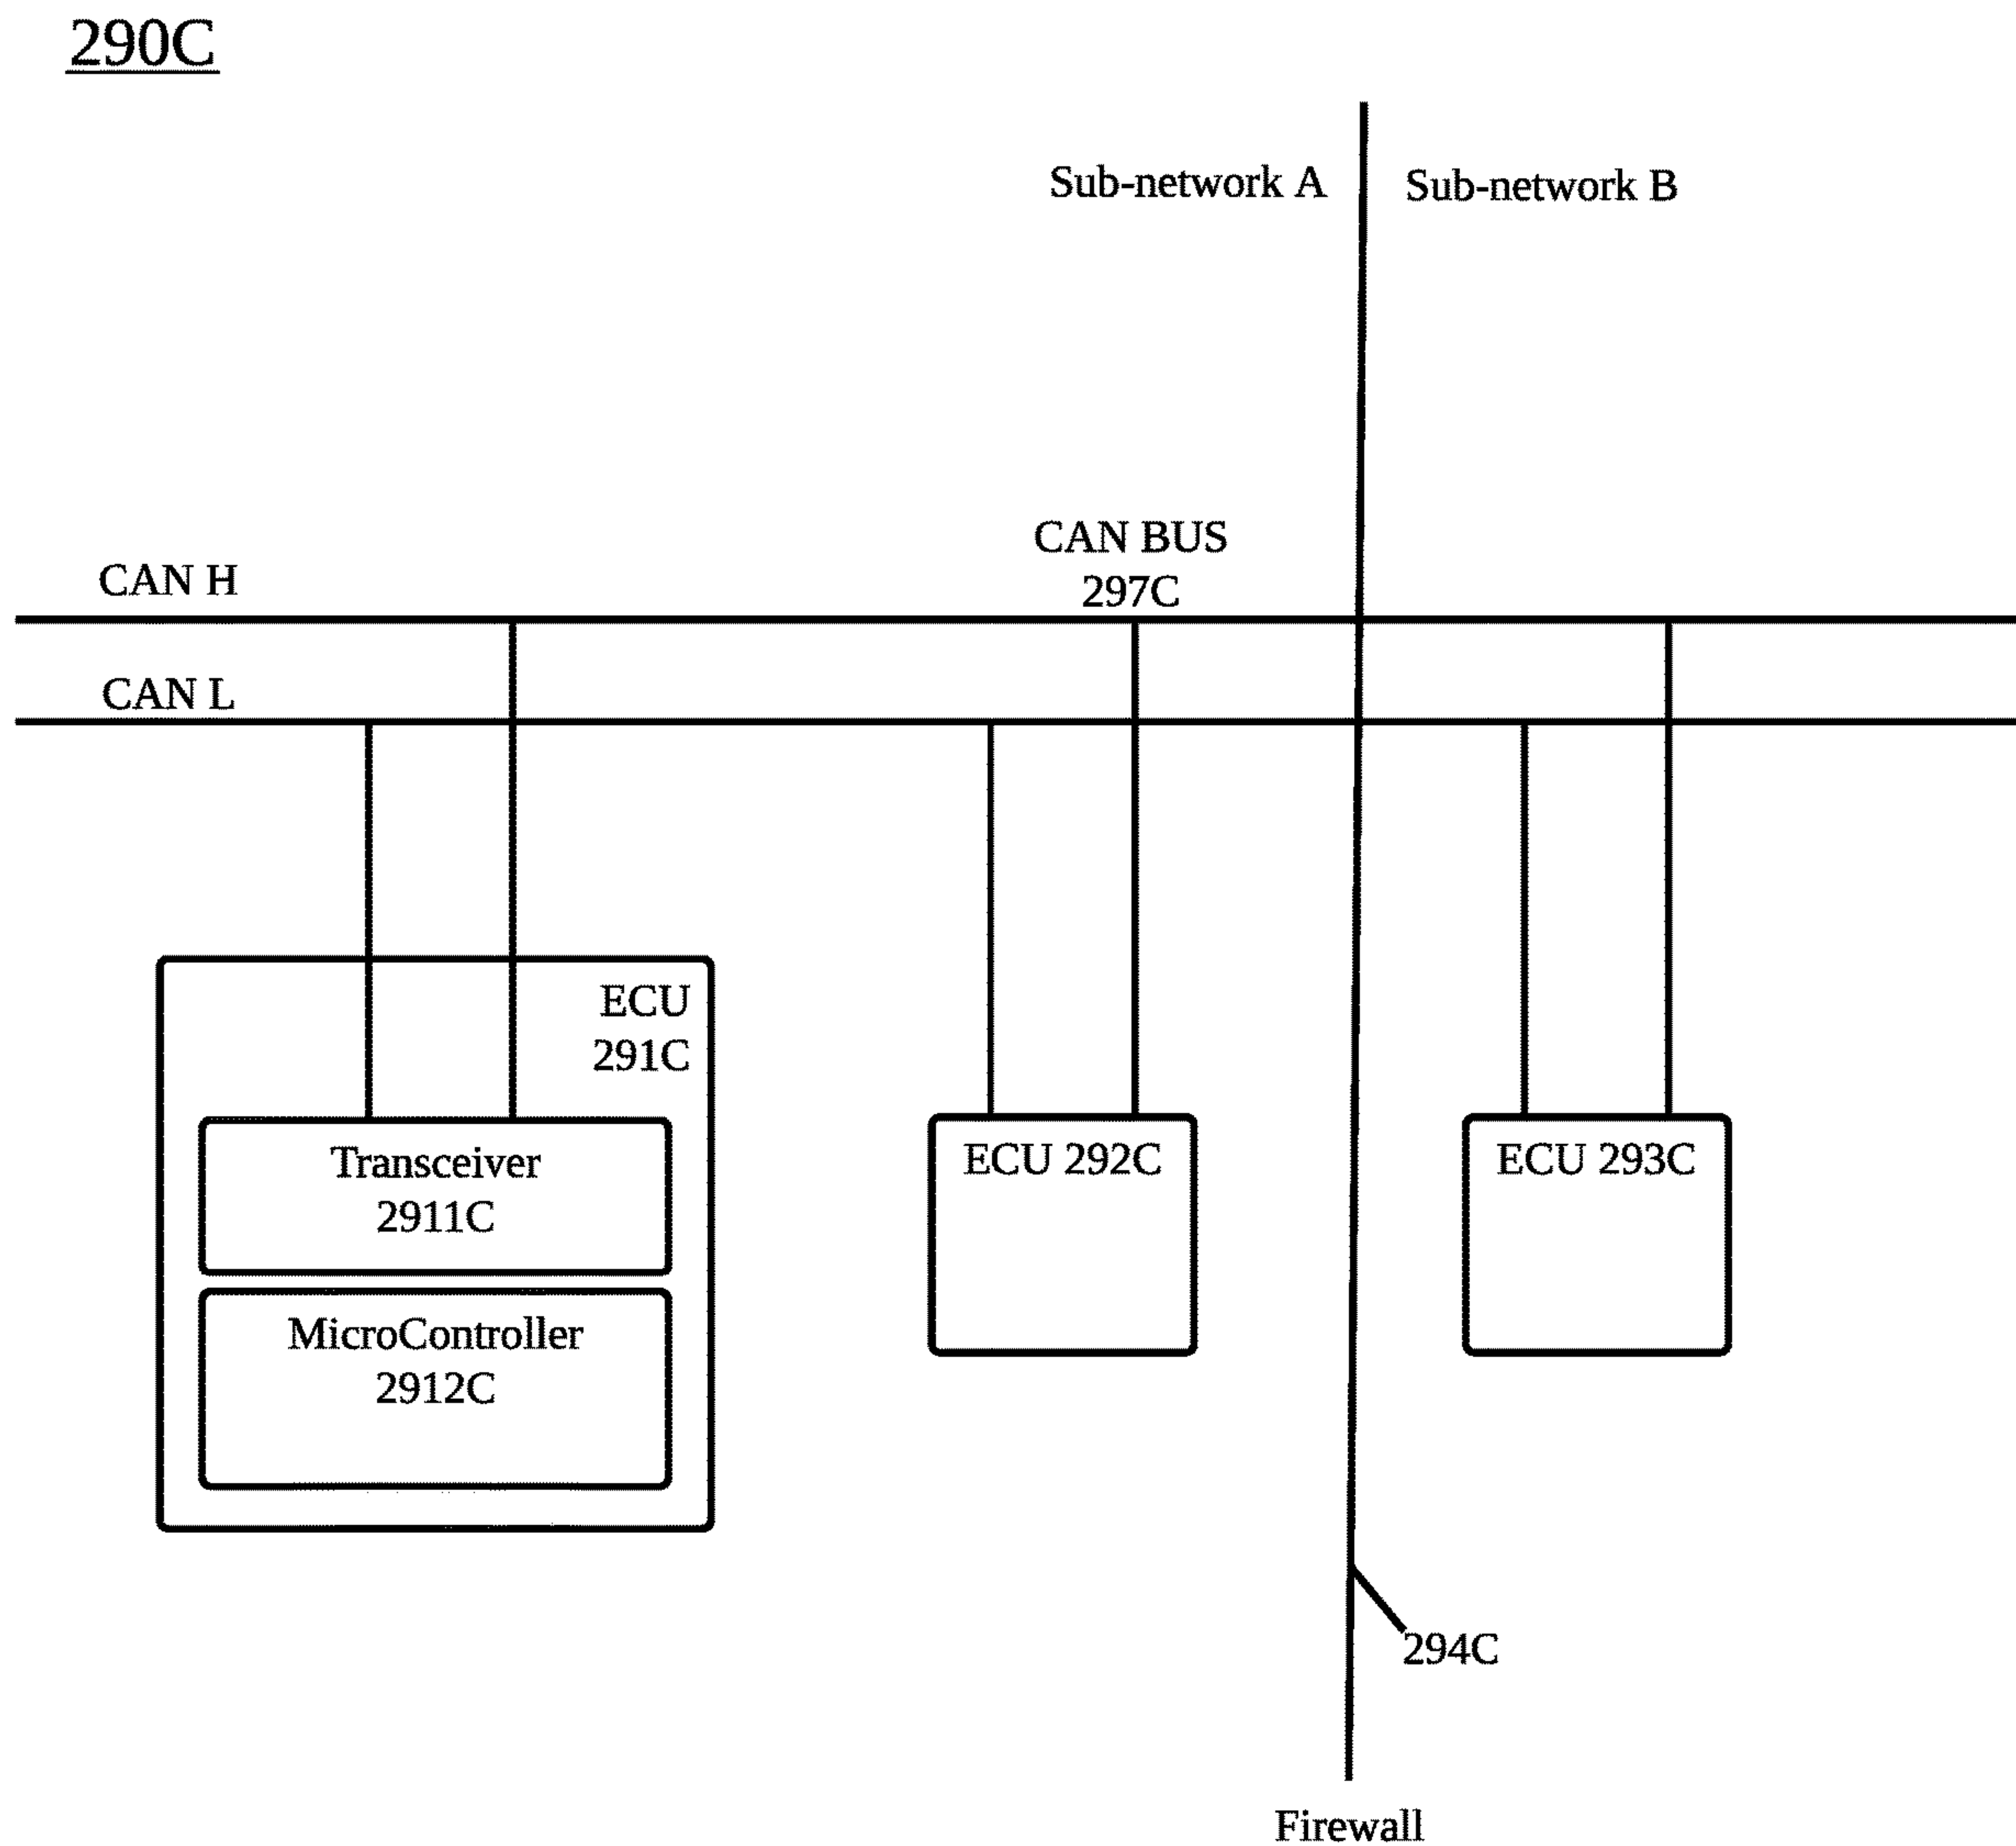 290C
Sub-network A
Sub-network B
CAN BUS
297C
CAN H
CAN L
ECU
291C
Transceiver
2911C
MicroController
2912C
ECU 292C
ECU 293C
294C
Firewall